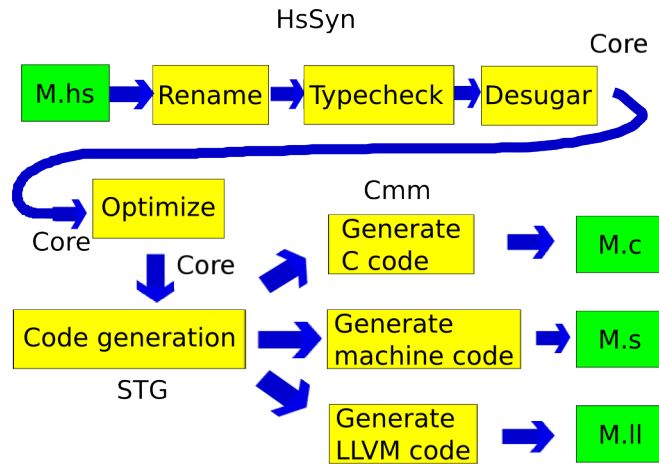 HsSyn
Core
M.hs
Rename
Typecheck
Desugar
Optimize
Core
Core
Cmm
Generate
C code
M.c
Code generation
STG
Generate
machine code
M.s
Generate
LLVM code
M.ll